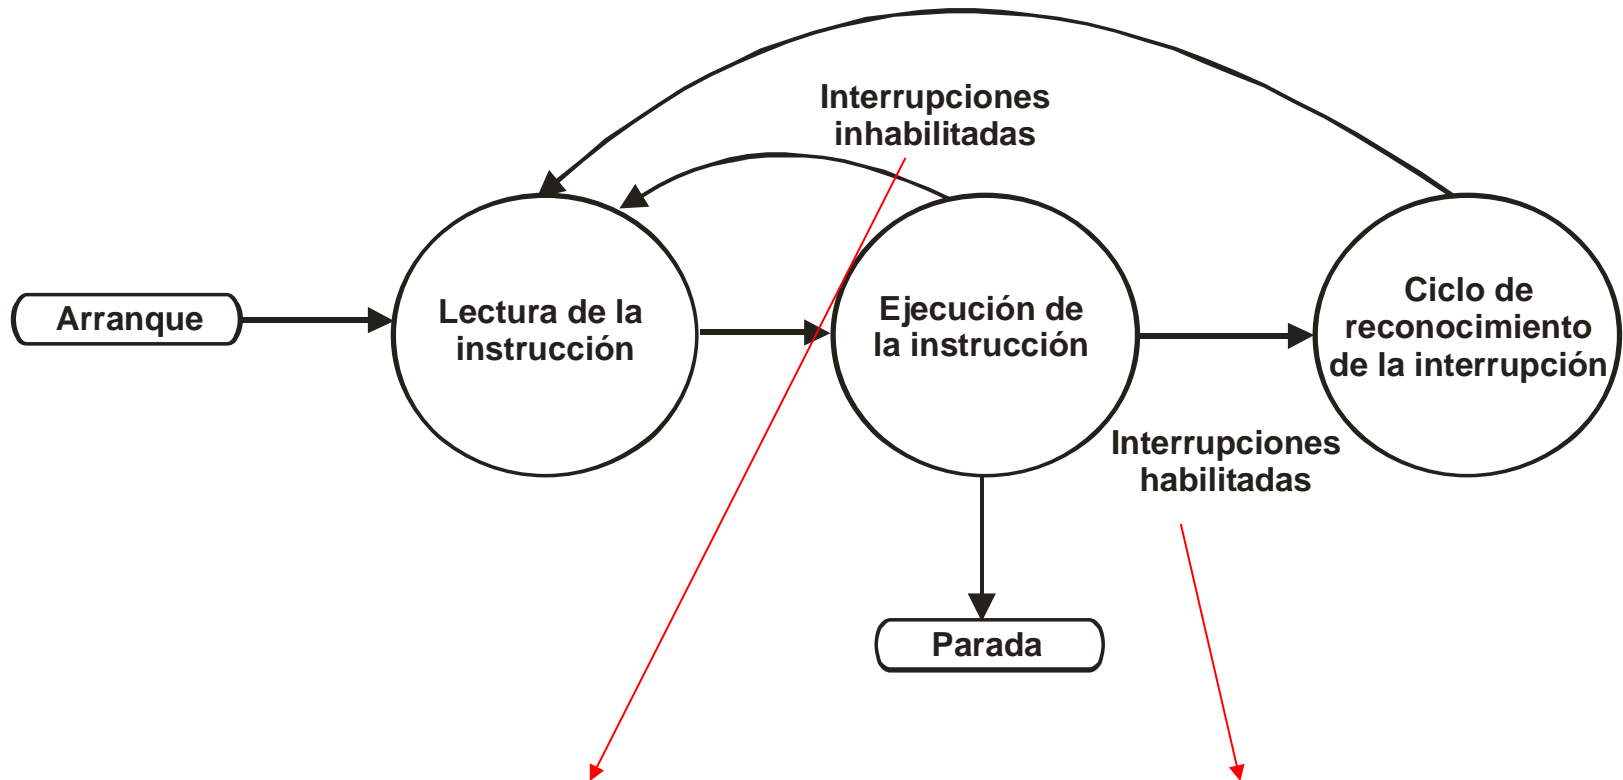 Interrupciones
inhabilitadas
Arranque
Lectura de la
instrucción
Ejecución de
la instrucción
Ciclo de
reconocimiento
de la interrupción
Interrupciones
habilitadas
Parada